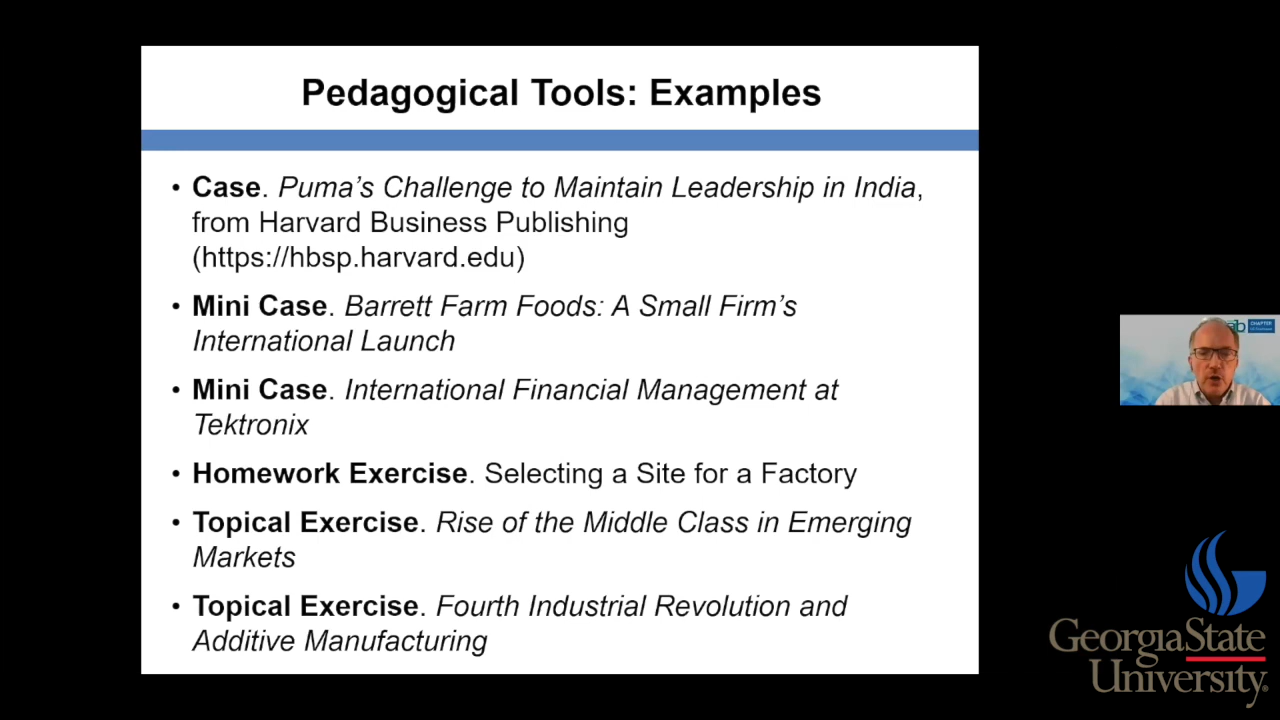 Pedagogical Tools: Examples
• Case. Puma's Challenge to Maintain Leadership in India,
from Harvard Business Publishing
(https://hbsp.harvard.edu)
• Mini Case. Barrett Farm Foods: A Small Firm's
International Launch
• Mini Case. International Financial Management at
Tektronix
• Homework Exercise. Selecting a Site for a Factory
• Topical Exercise. Rise of the Middle Class in Emerging
Markets
• Topical Exercise. Fourth Industrial Revolution and
Additive Manufacturing
CHAPTER
GeorgiaState
University®